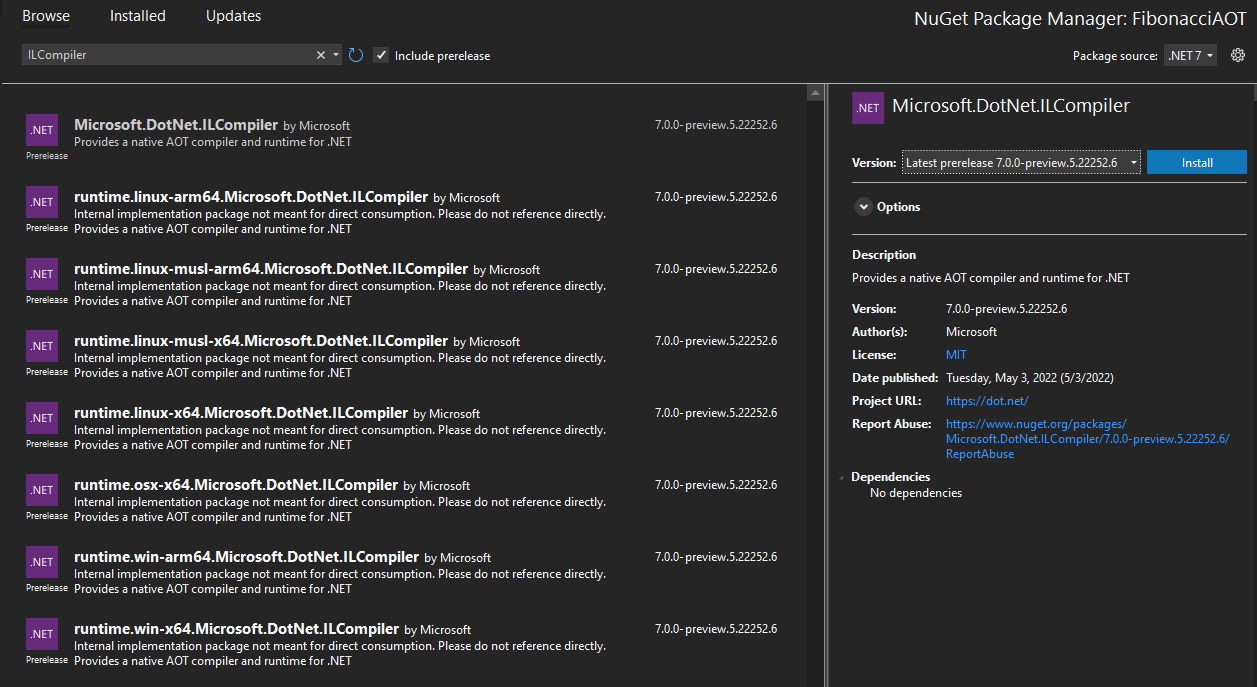 Browse Installed Updates
NuGet Package Manager: FibonacciAOT
ILCompiler
Include prerelease
Package source: .NET 7
.NET
Microsoft.DotNet.ILCompiler by Microsoft
7.0.0-preview.5.22252.6
Provides a native AOT compiler and runtime for .NET
Prerelease
.NET
runtime.linux-arm64.Microsoft.DotNet.ILCompiler by Microsoft
7.0.0-preview.5.22252.6
Internal implementation package not meant for direct consumption. Please do not reference directly.
Prerelease
Provides a native AOT compiler and runtime for .NET
.NET
runtime.linux-musl-arm64.Microsoft.DotNet.ILCompiler by Microsoft
7.0.0-preview.5.22252.6
Internal implementation package not meant for direct consumption. Please do not reference directly.
Prerelease
Provides a native AOT compiler and runtime for .NET
.NET
runtime.linux-musl-x64.Microsoft.DotNet.ILCompiler by Microsoft
7.0.0-preview.5.22252.6
Internal implementation package not meant for direct consumption. Please do not reference directly.
Prerelease
Provides a native AOT compiler and runtime for .NET
.NET
runtime.linux-x64.Microsoft.DotNet.ILCompiler by Microsoft
7.0.0-preview.5.22252.6
Internal implementation package not meant for direct consumption. Please do not reference directly.
Prerelease
Provides a native AOT compiler and runtime for .NET
.NET
runtime.osx-x64.Microsoft.DotNet.ILCompiler by Microsoft
7.0.0-preview.5.22252.6
Internal implementation package not meant for direct consumption. Please do not reference directly.
Prerelease
Provides a native AOT compiler and runtime for .NET
.NET
runtime.win-arm64.Microsoft.DotNet.ILCompiler by Microsoft
7.0.0-preview.5.22252.6
Internal implementation package not meant for direct consumption. Please do not reference directly.
Prerelease
Provides a native AOT compiler and runtime for .NET
.NET
runtime.win-x64.Microsoft.DotNet.ILCompiler by Microsoft
7.0.0-preview.5.22252.6
Internal implementation package not meant for direct consumption. Please do not reference directly.
Prerelease
Provides a native AOT compiler and runtime for .NET
.NET
Microsoft.DotNet.ILCompiler
Version: Latest prerelease 7.0.0-preview.5.22252.6
Install
Options
Description
Provides a native AOT compiler and runtime for .NET
Version: 7.0.0-preview.5.22252.6
Author(s): Microsoft
License: MIT
Date published: Tuesday, May 3, 2022 (5/3/2022)
Project URL: https://dot.net/
Report Abuse: https://www.nuget.org/packages/
Microsoft.DotNet.ILCompiler/7.0.0-preview.5.22252.6/
ReportAbuse
Dependencies
No dependencies